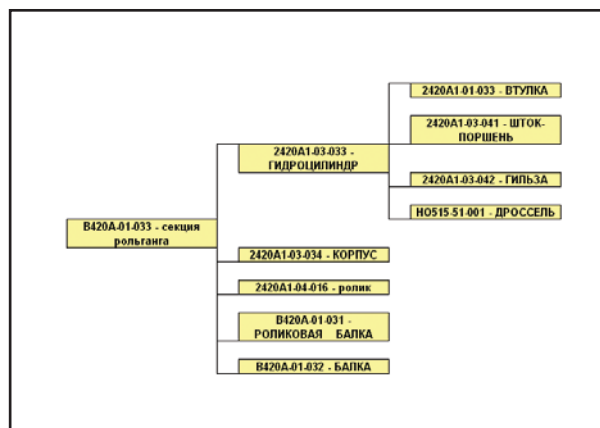 2420А1-01-033 - ВТУЛКА
2420А1-03-041 - ШТОК-
ПОРШЕНЬ
2420А1-03-033 -
ГИДРОЦИЛИНДР
2420А1-03-042 - ГИЛЬЗА
НО515-51-001 - ДРОССЕЛЬ
В420А-01-033 - секция
рольганга
2420А1-03-034 - КОРПУС
2420А1-04-016 - ролик
В420А-01-031 -
РОЛИКОВАЯ БАЛКА
В420А-01-032 - БАЛКА